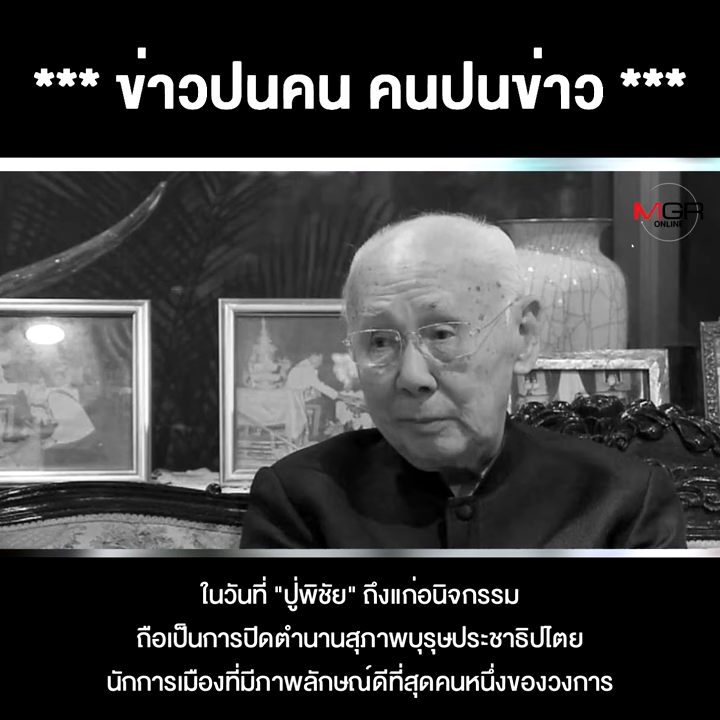 *** ข่าวปนคน คนปนข่าว ***
MGR
ONLINE
ในวันที่ "ปู่พิชัย" ถึงแก่อนิจกรรม
ถือเป็นการปิดตำนานสุภาพบุรุษประชาธิปไตย
นักการเมืองที่มีภาพลักษณ์ดีที่สุดคนหนึ่งของวงการ